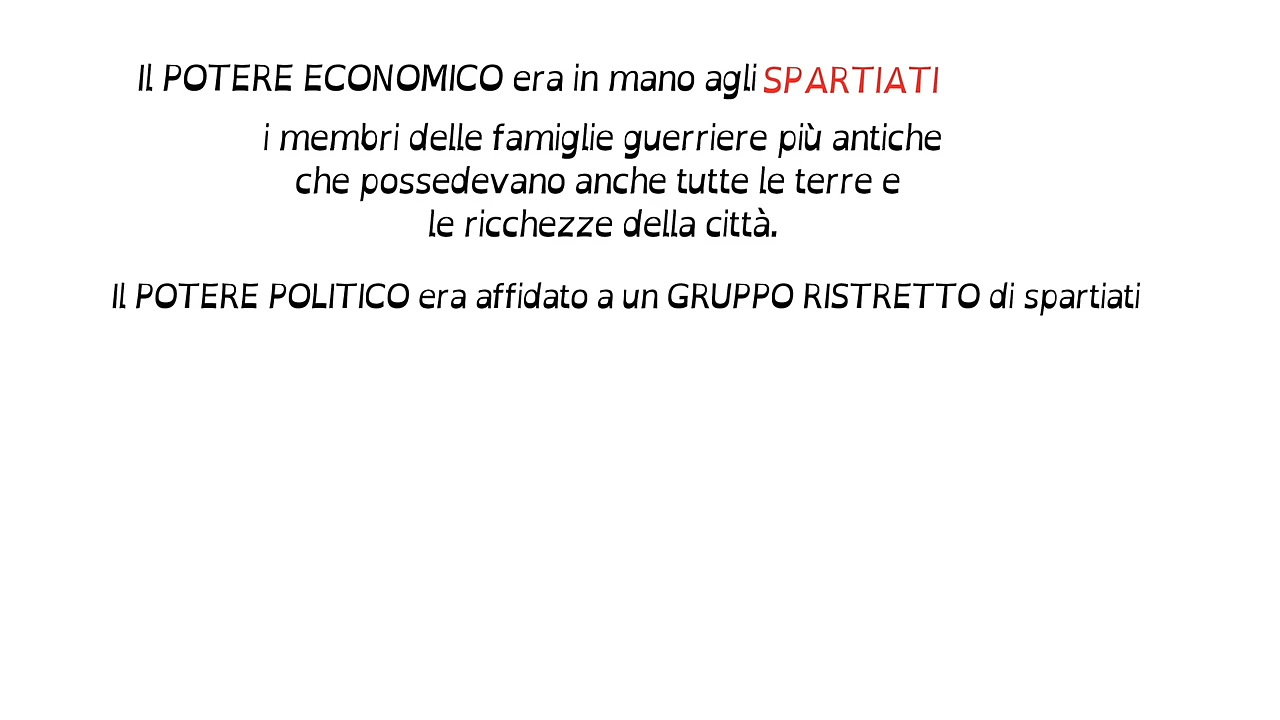 Il POTERE ECONOMICO era in mano agli SPARTIATI
i membri delle famiglie guerriere più antiche
che possedevano anche tutte le terre e
le ricchezze della città.
Il POTERE POLITICO era affidato a un GRUPPO RISTRETTO di spartiati